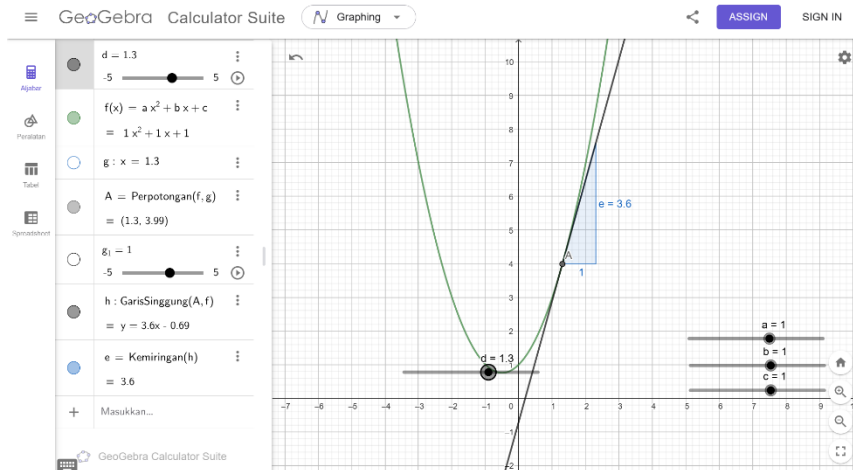 GeoGebra Calculator Suite
Graphing
ASSIGN
SIGN IN
Aljabar
Peralatan
Tabel
Spreadsheet
d = 1.3
-5 5
f(x) = a x² + b x + c
= 1 x² + 1 x + 1
g : x = 1.3
A = Perpotongan(f, g)
= (1.3, 3.99)
g₁ = 1
-5 5
h : GarisSinggung(A, f)
= y = 3.6x - 0.69
e = Kemiringan(h)
= 3.6
+ Masukkan...
GeoGebra Calculator Suite
10
9
8
7
6
5
4
3
2
–1
–2
–7 –6 –5 –4 –3 –2 –1 0 1 2 3 4 5 6 7 8 9
e = 3.6
A
1
d = 1.3
a = 1
b = 1
c = 1